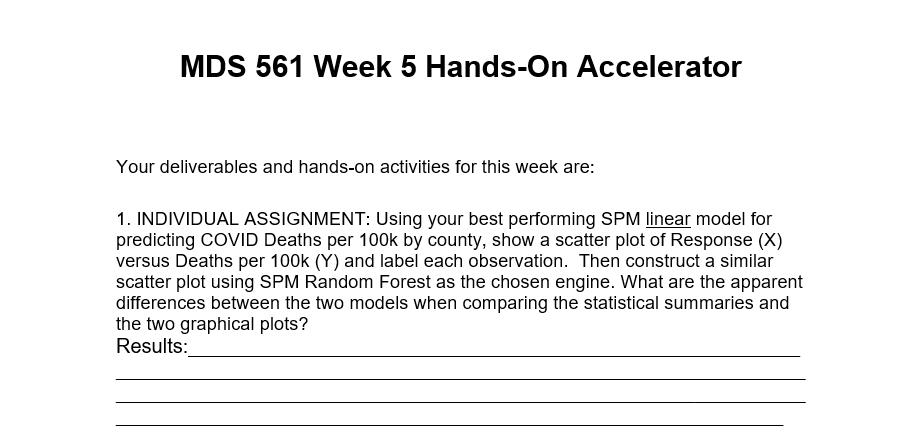 MDS 561 Week 5 Hands-On Accelerator
Your deliverables and hands-on activities for this week are:
1. INDIVIDUAL ASSIGNMENT: Using your best performing SPM linear model for
predicting COVID Deaths per 100k by county, show a scatter plot of Response (X)
versus Deaths per 100k (Y) and label each observation.  Then construct a similar
scatter plot using SPM Random Forest as the chosen engine. What are the apparent
differences between the two models when comparing the statistical summaries and
the two graphical plots?
Results: